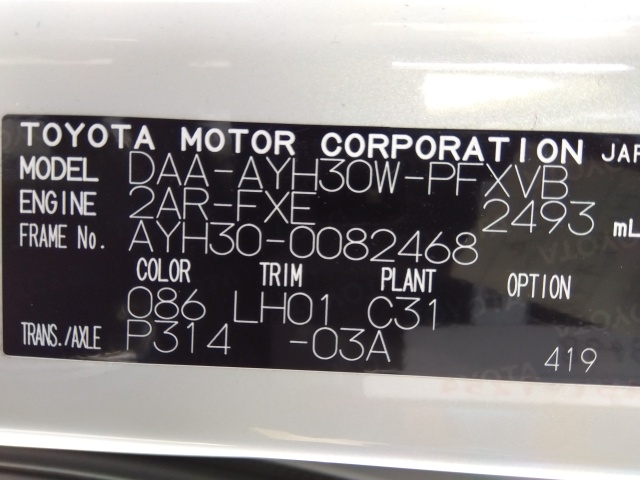 TOYOTA MOTOR CORPORATION JAP
MODEL DAA-AYH30W-PFXVB
ENGINE 2AR-FXE 2493 mL
FRAME No. AYH30-0082468
COLOR TRIM PLANT OPTION
086 LH01 C31
TRANS./AXLE P314 -03A
419